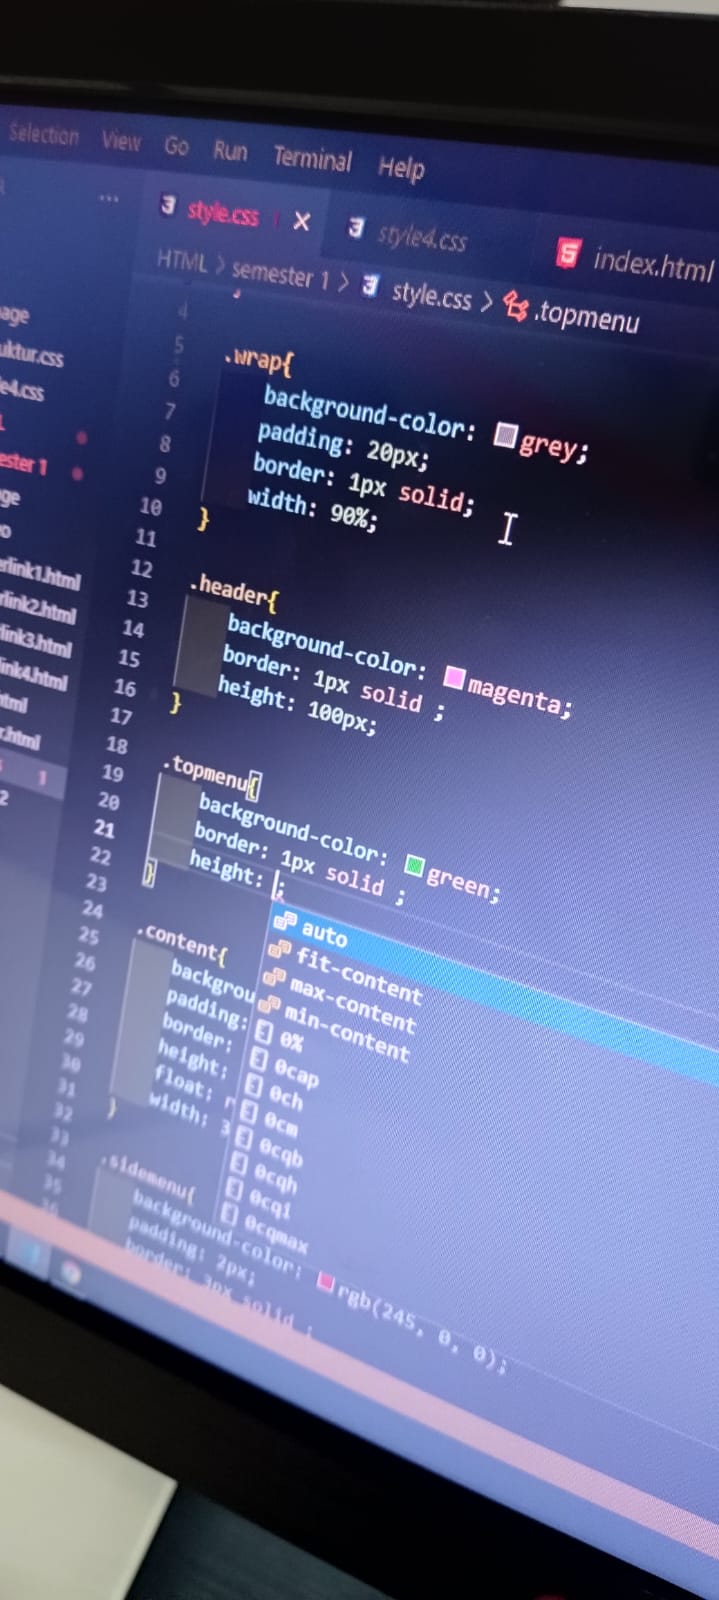 Selection View Go Run Terminal Help
... style.css style4.css index.html
HTML > semester 1 > style.css > .topmenu
age
uktur.css
e4.css
ester 1
ge
o
erlink1.html
rlink2.html
link3.html
ink4.html
html
r.html
1
2
4
5
6 .wrap{
7 background-color: grey;
8 padding: 20px;
9 border: 1px solid;
10 width: 90%;
11 }
12
13 .header{
14 background-color: magenta;
15 border: 1px solid ;
16 height: 100px;
17 }
18
19 .topmenu{
20 background-color: green;
21 border: 1px solid ;
22 height: ;
23 }
24
25 .content{
26 backgrou
27 padding:
28 border:
29 height:
30 float: r
31 width: 3
32 }
33
34 .sidemenu{
35 background-color: rgb(245, 0, 0);
36 padding: 2px;
border: 3px solid ;
auto
fit-content
max-content
min-content
0%
0cap
0ch
0cm
0cqb
0cqh
0cqi
0cqmax